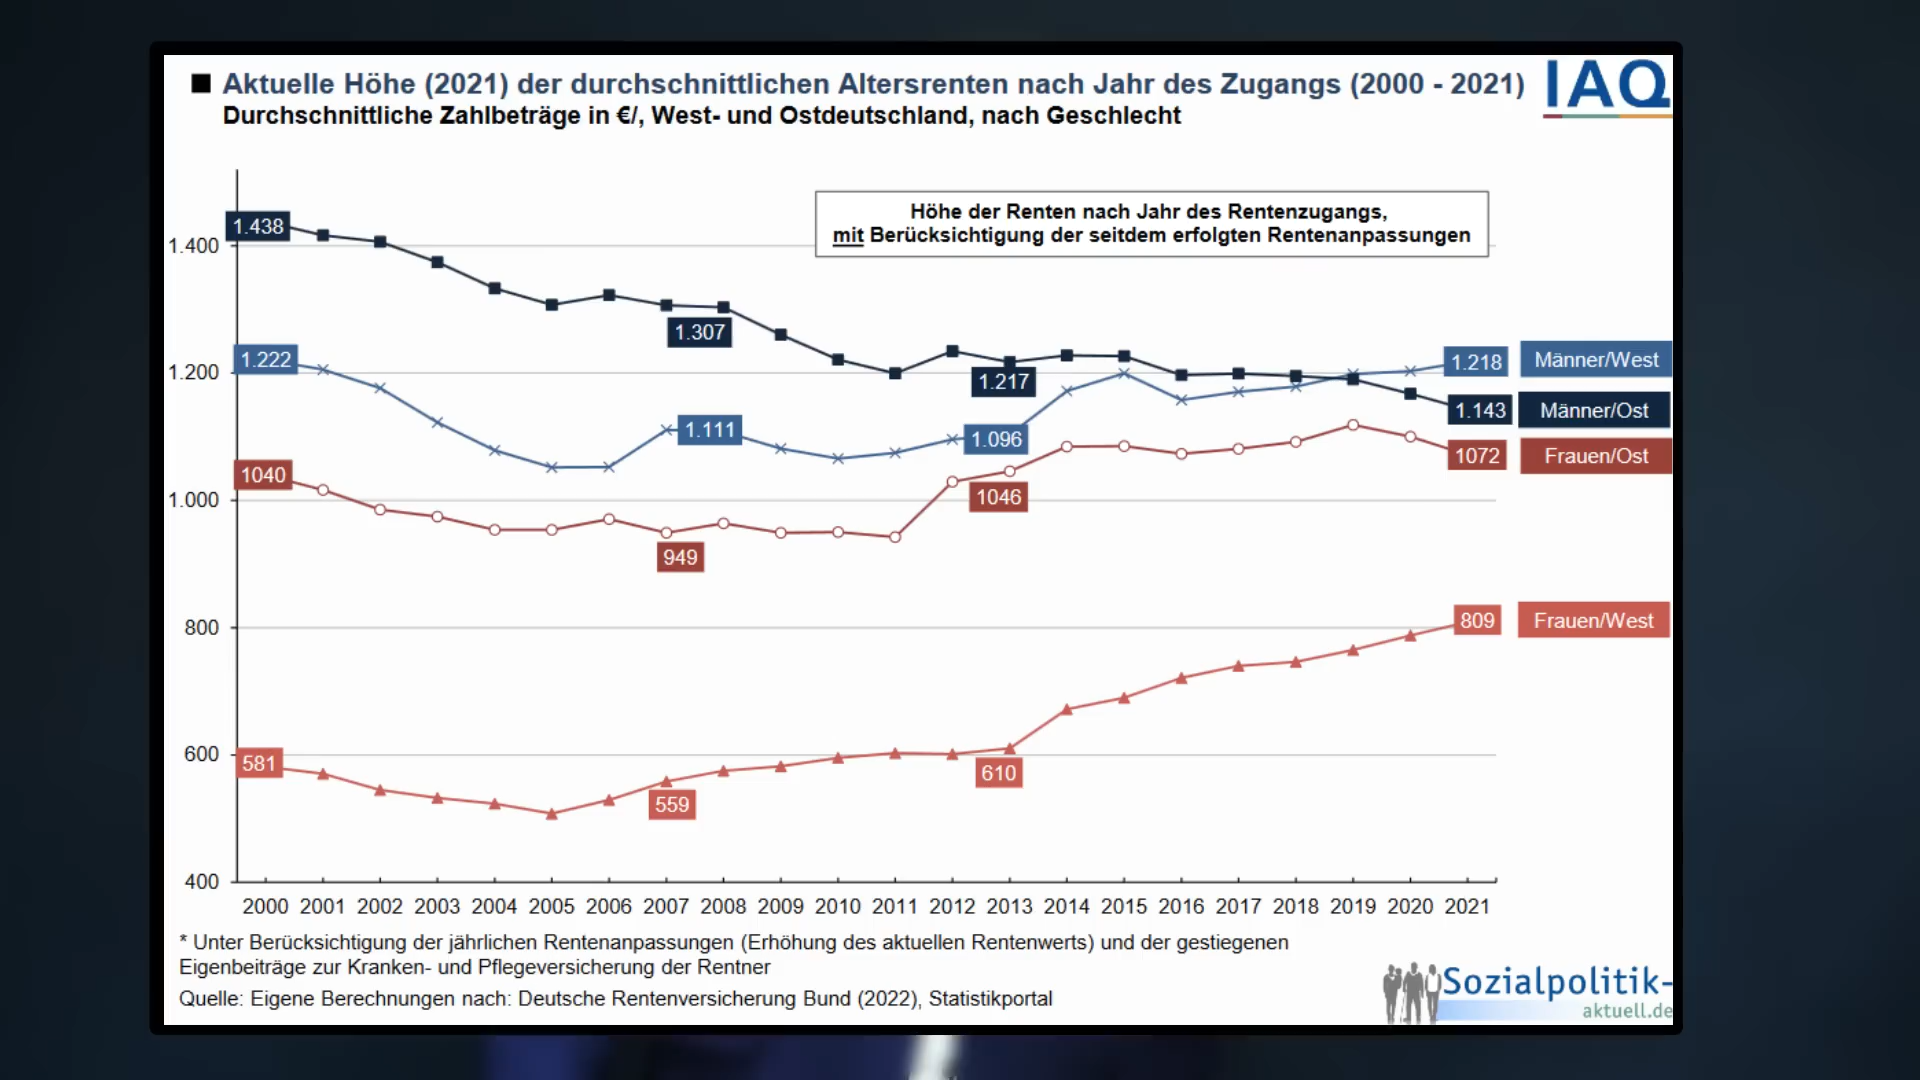 Aktuelle Höhe (2021) der durchschnittlichen Altersrenten nach Jahr des Zugangs (2000 - 2021)
IAQ
Durchschnittliche Zahlbeträge in €/, West- und Ostdeutschland, nach Geschlecht
Höhe der Renten nach Jahr des Rentenzugangs,
mit Berücksichtigung der seitdem erfolgten Rentenanpassungen
1.438
1.400
1.307
1.222
1.200
1.217
1.218
Männer/West
1.111
1.096
1.143
Männer/Ost
1040
1072
Frauen/Ost
1.000
1046
949
800
809
Frauen/West
600
581
610
559
400
2000 2001 2002 2003 2004 2005 2006 2007 2008 2009 2010 2011 2012 2013 2014 2015 2016 2017 2018 2019 2020 2021
* Unter Berücksichtigung der jährlichen Rentenanpassungen (Erhöhung des aktuellen Rentenwerts) und der gestiegenen
Eigenbeiträge zur Kranken- und Pflegeversicherung der Rentner
Quelle: Eigene Berechnungen nach: Deutsche Rentenversicherung Bund (2022), Statistikportal
Sozialpolitik-
aktuell.de